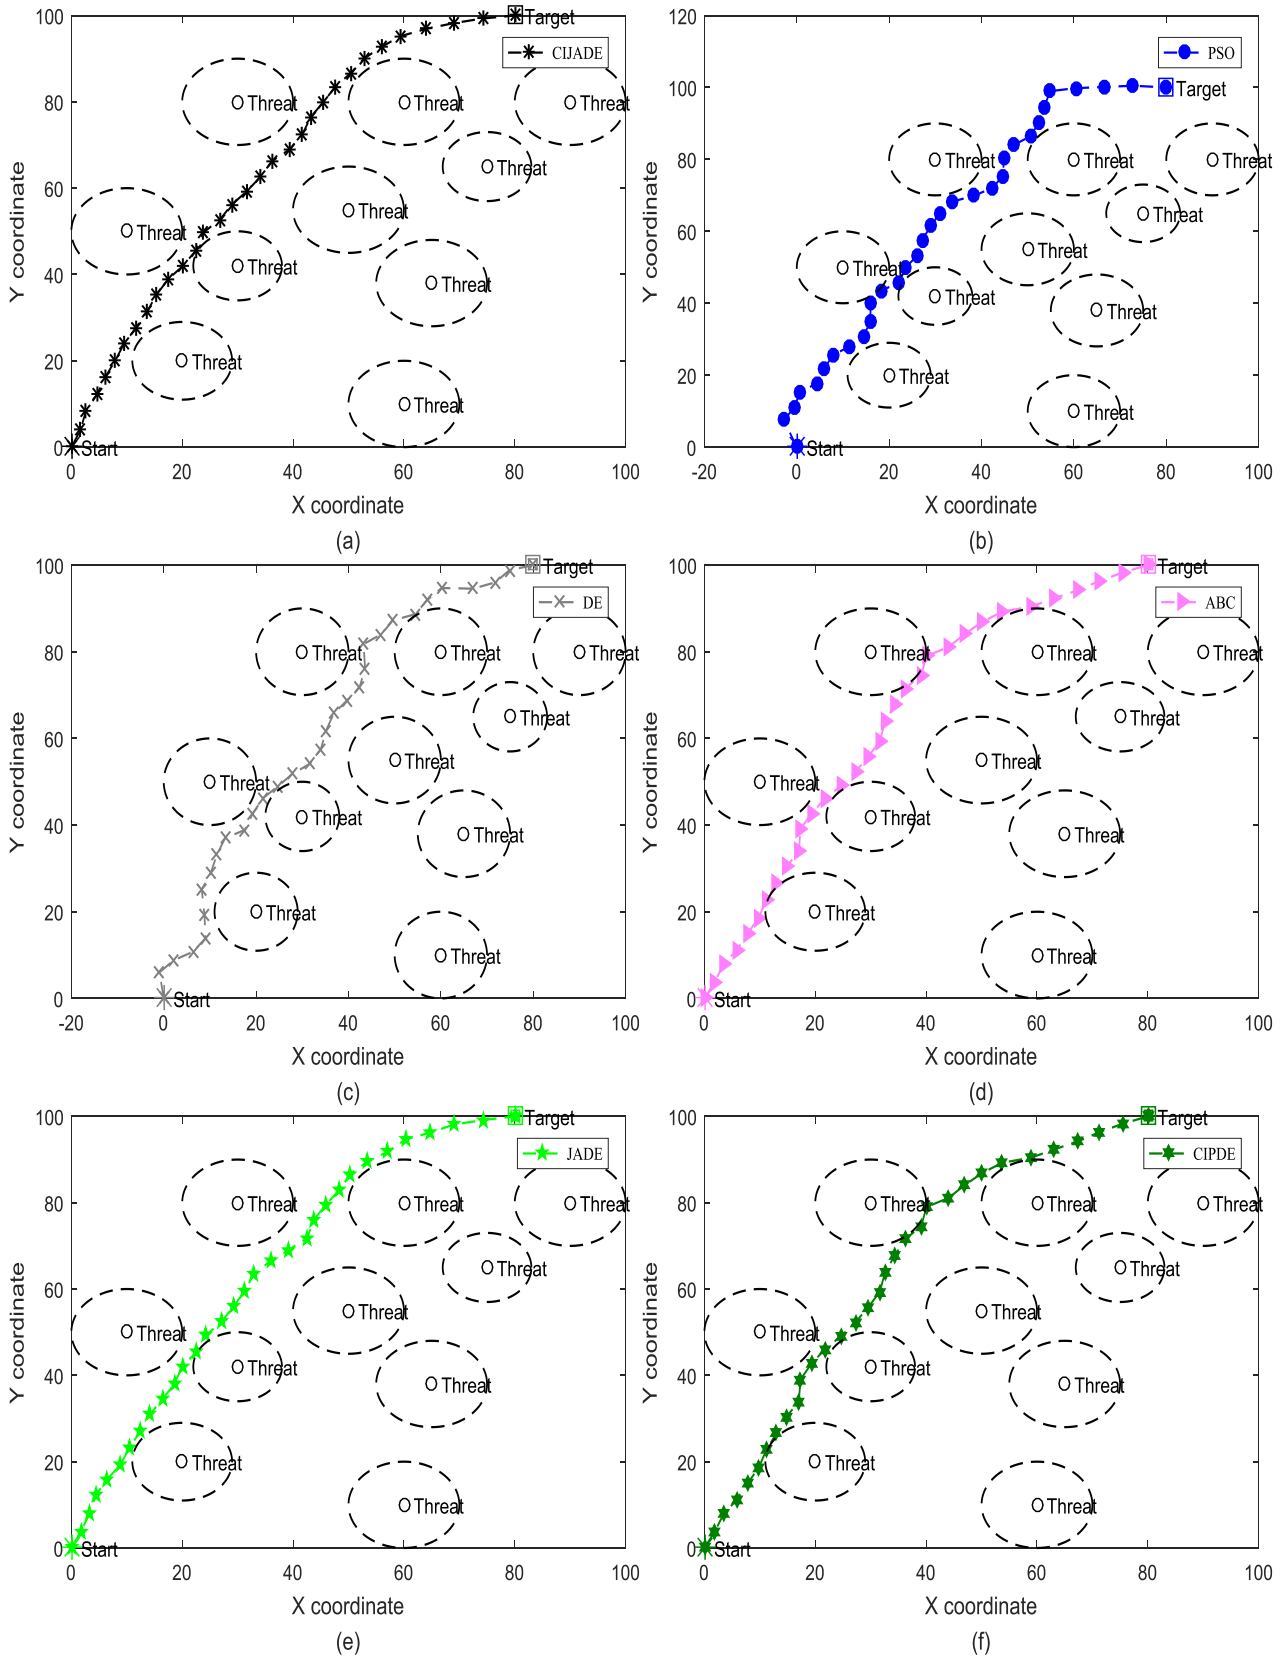 100
80
60
40
20
0
0
20
40
60
80
100
Y coordinate
X coordinate
Target
CIJADE
Threat
Threat
Threat
Threat
Threat
Threat
Threat
Threat
Threat
Threat
Start
(a)
120
100
80
60
40
20
0
-20
0
20
40
60
80
100
Y coordinate
X coordinate
PSO
Target
Threat
Threat
Threat
Threat
Threat
Threat
Threat
Threat
Threat
Threat
Start
(b)
100
80
60
40
20
0
-20
0
20
40
60
80
100
Y coordinate
X coordinate
Target
DE
Threat
Threat
Threat
Threat
Threat
Threat
Threat
Threat
Threat
Threat
Start
(c)
100
80
60
40
20
0
0
20
40
60
80
100
Y coordinate
X coordinate
Target
ABC
Threat
Threat
Threat
Threat
Threat
Threat
Threat
Threat
Threat
Threat
Start
(d)
100
80
60
40
20
0
0
20
40
60
80
100
Y coordinate
X coordinate
Target
JADE
Threat
Threat
Threat
Threat
Threat
Threat
Threat
Threat
Threat
Threat
Start
(e)
100
80
60
40
20
0
0
20
40
60
80
100
Y coordinate
X coordinate
Target
CIPDE
Threat
Threat
Threat
Threat
Threat
Threat
Threat
Threat
Threat
Threat
Start
(f)